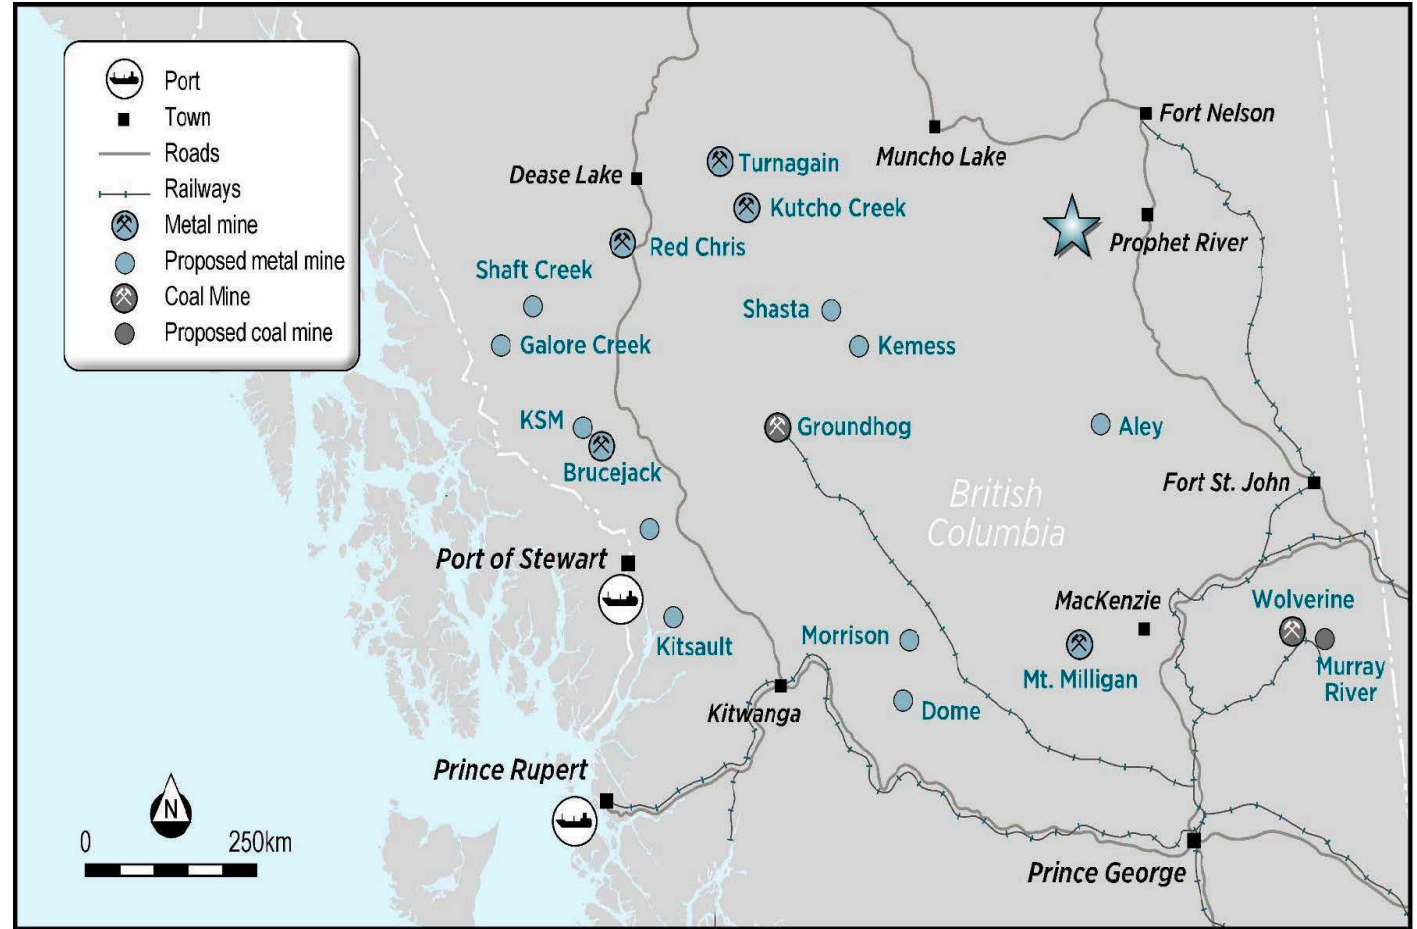 Port
Town
Roads
Railways
Metal mine
Proposed metal mine
Coal Mine
Proposed coal mine
Fort Nelson
Muncho Lake
Turnagain
Dease Lake
Kutcho Creek
Prophet River
Red Chris
Shaft Creek
Shasta
Galore Creek
Kemess
KSM
Groundhog
Aley
Brucejack
Fort St. John
British
Columbia
Port of Stewart
MacKenzie
Wolverine
Morrison
Kitsault
Murray
River
Mt. Milligan
Kitwanga
Dome
Prince Rupert
N
0
250km
Prince George